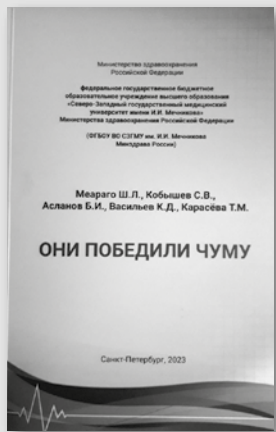 Министерство здравоохранения
Российской Федерации
федеральное государственное бюджетное
образовательное учреждение высшего образования
«Северо-Западный государственный медицинский
университет имени И.И. Мечникова»
Министерства здравоохранения Российской Федерации
(ФГБОУ ВО СЗГМУ им. И.И. Мечникова
Минздрава России)
Меараго Ш.Л., Кобышев С.В.,
Асланов Б.И., Васильев К.Д., Карасёва Т.М.
ОНИ ПОБЕДИЛИ ЧУМУ
Санкт-Петербург, 2023